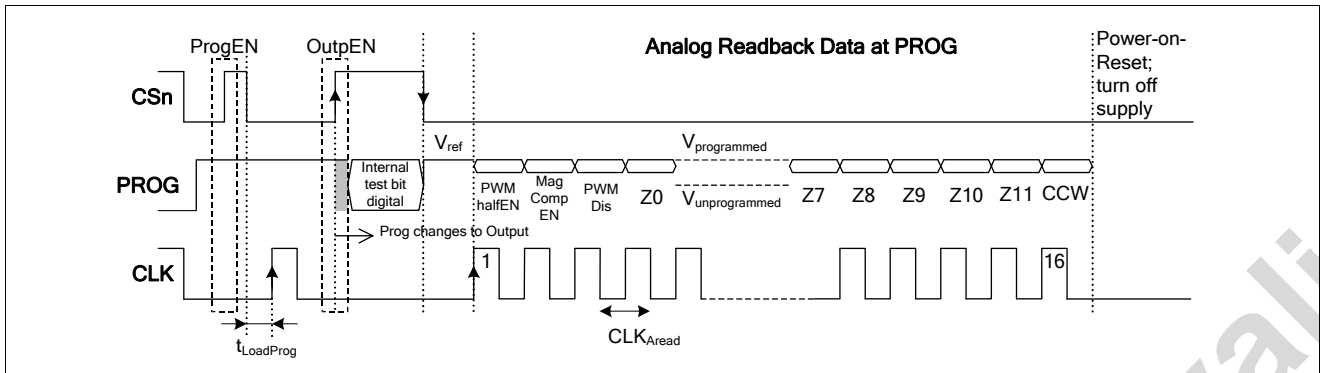 ProgEN
OutpEN
Analog Readback Data at PROG
Power-on-
Reset;
turn off
supply
CSn
Vref
Vprogrammed
PROG
Internal
test bit
digital
PWM
halfEN
Mag
Comp
EN
PWM
Dis
Z0
Vunprogrammed
Z7
Z8
Z9
Z10
Z11
CCW
Prog changes to Output
CLK
1
16
CLKAread
tLoadProg